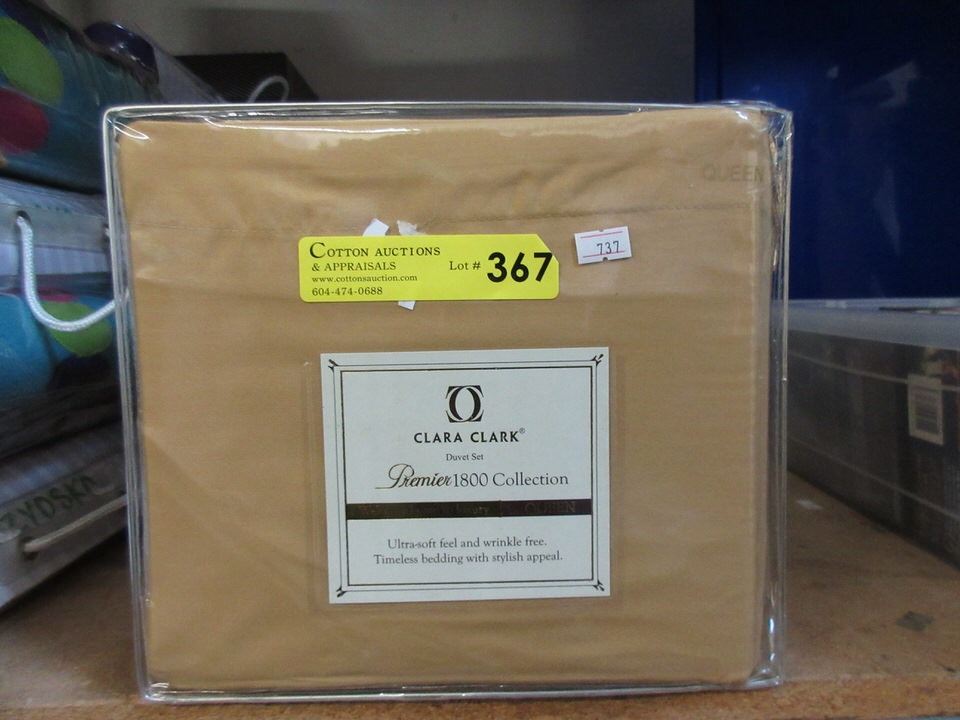 QUEEN
COTTON AUCTIONS
& APPRAISALS
www.cottonsauction.com
604-474-0688
Lot # 367
737
CLARA CLARK®
Duvet Set
Premier 1800 Collection
QUEEN
Ultra-soft feel and wrinkle free.
Timeless bedding with stylish appeal.